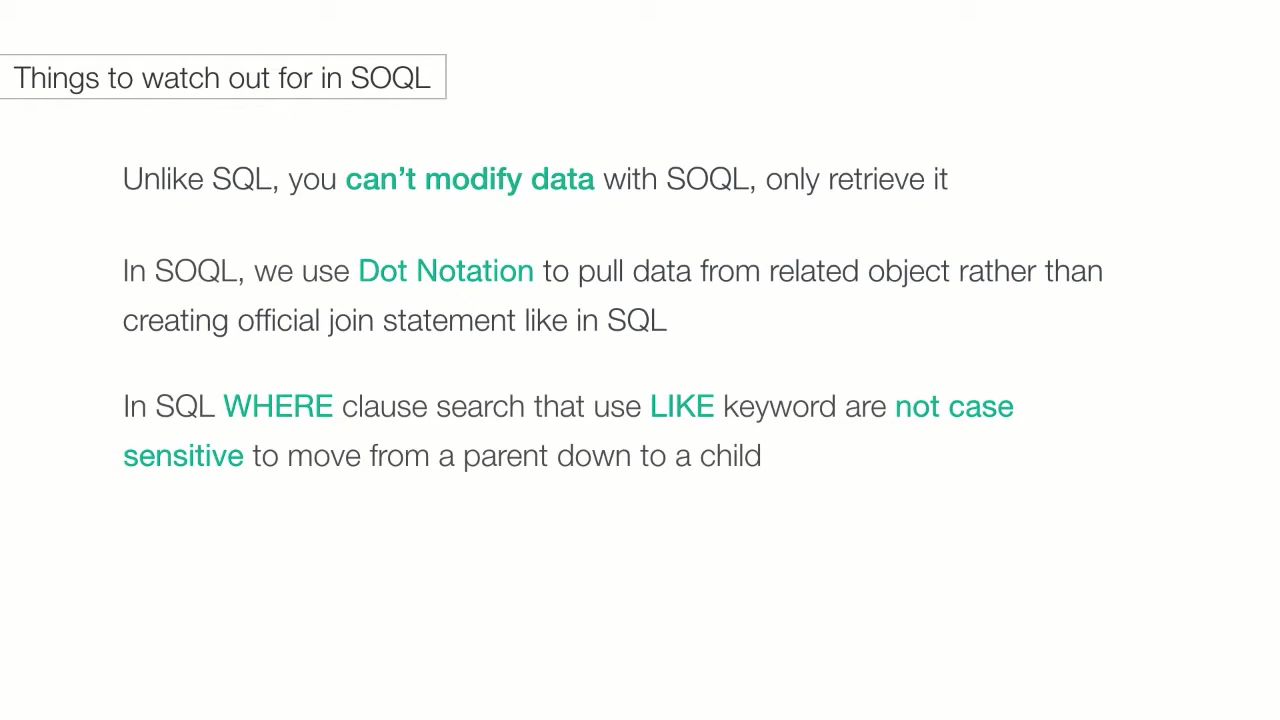 Things to watch out for in SOQL
Unlike SQL, you can’t modify data with SOQL, only retrieve it
In SOQL, we use Dot Notation to pull data from related object rather than
creating official join statement like in SQL
In SQL WHERE clause search that use LIKE keyword are not case
sensitive to move from a parent down to a child